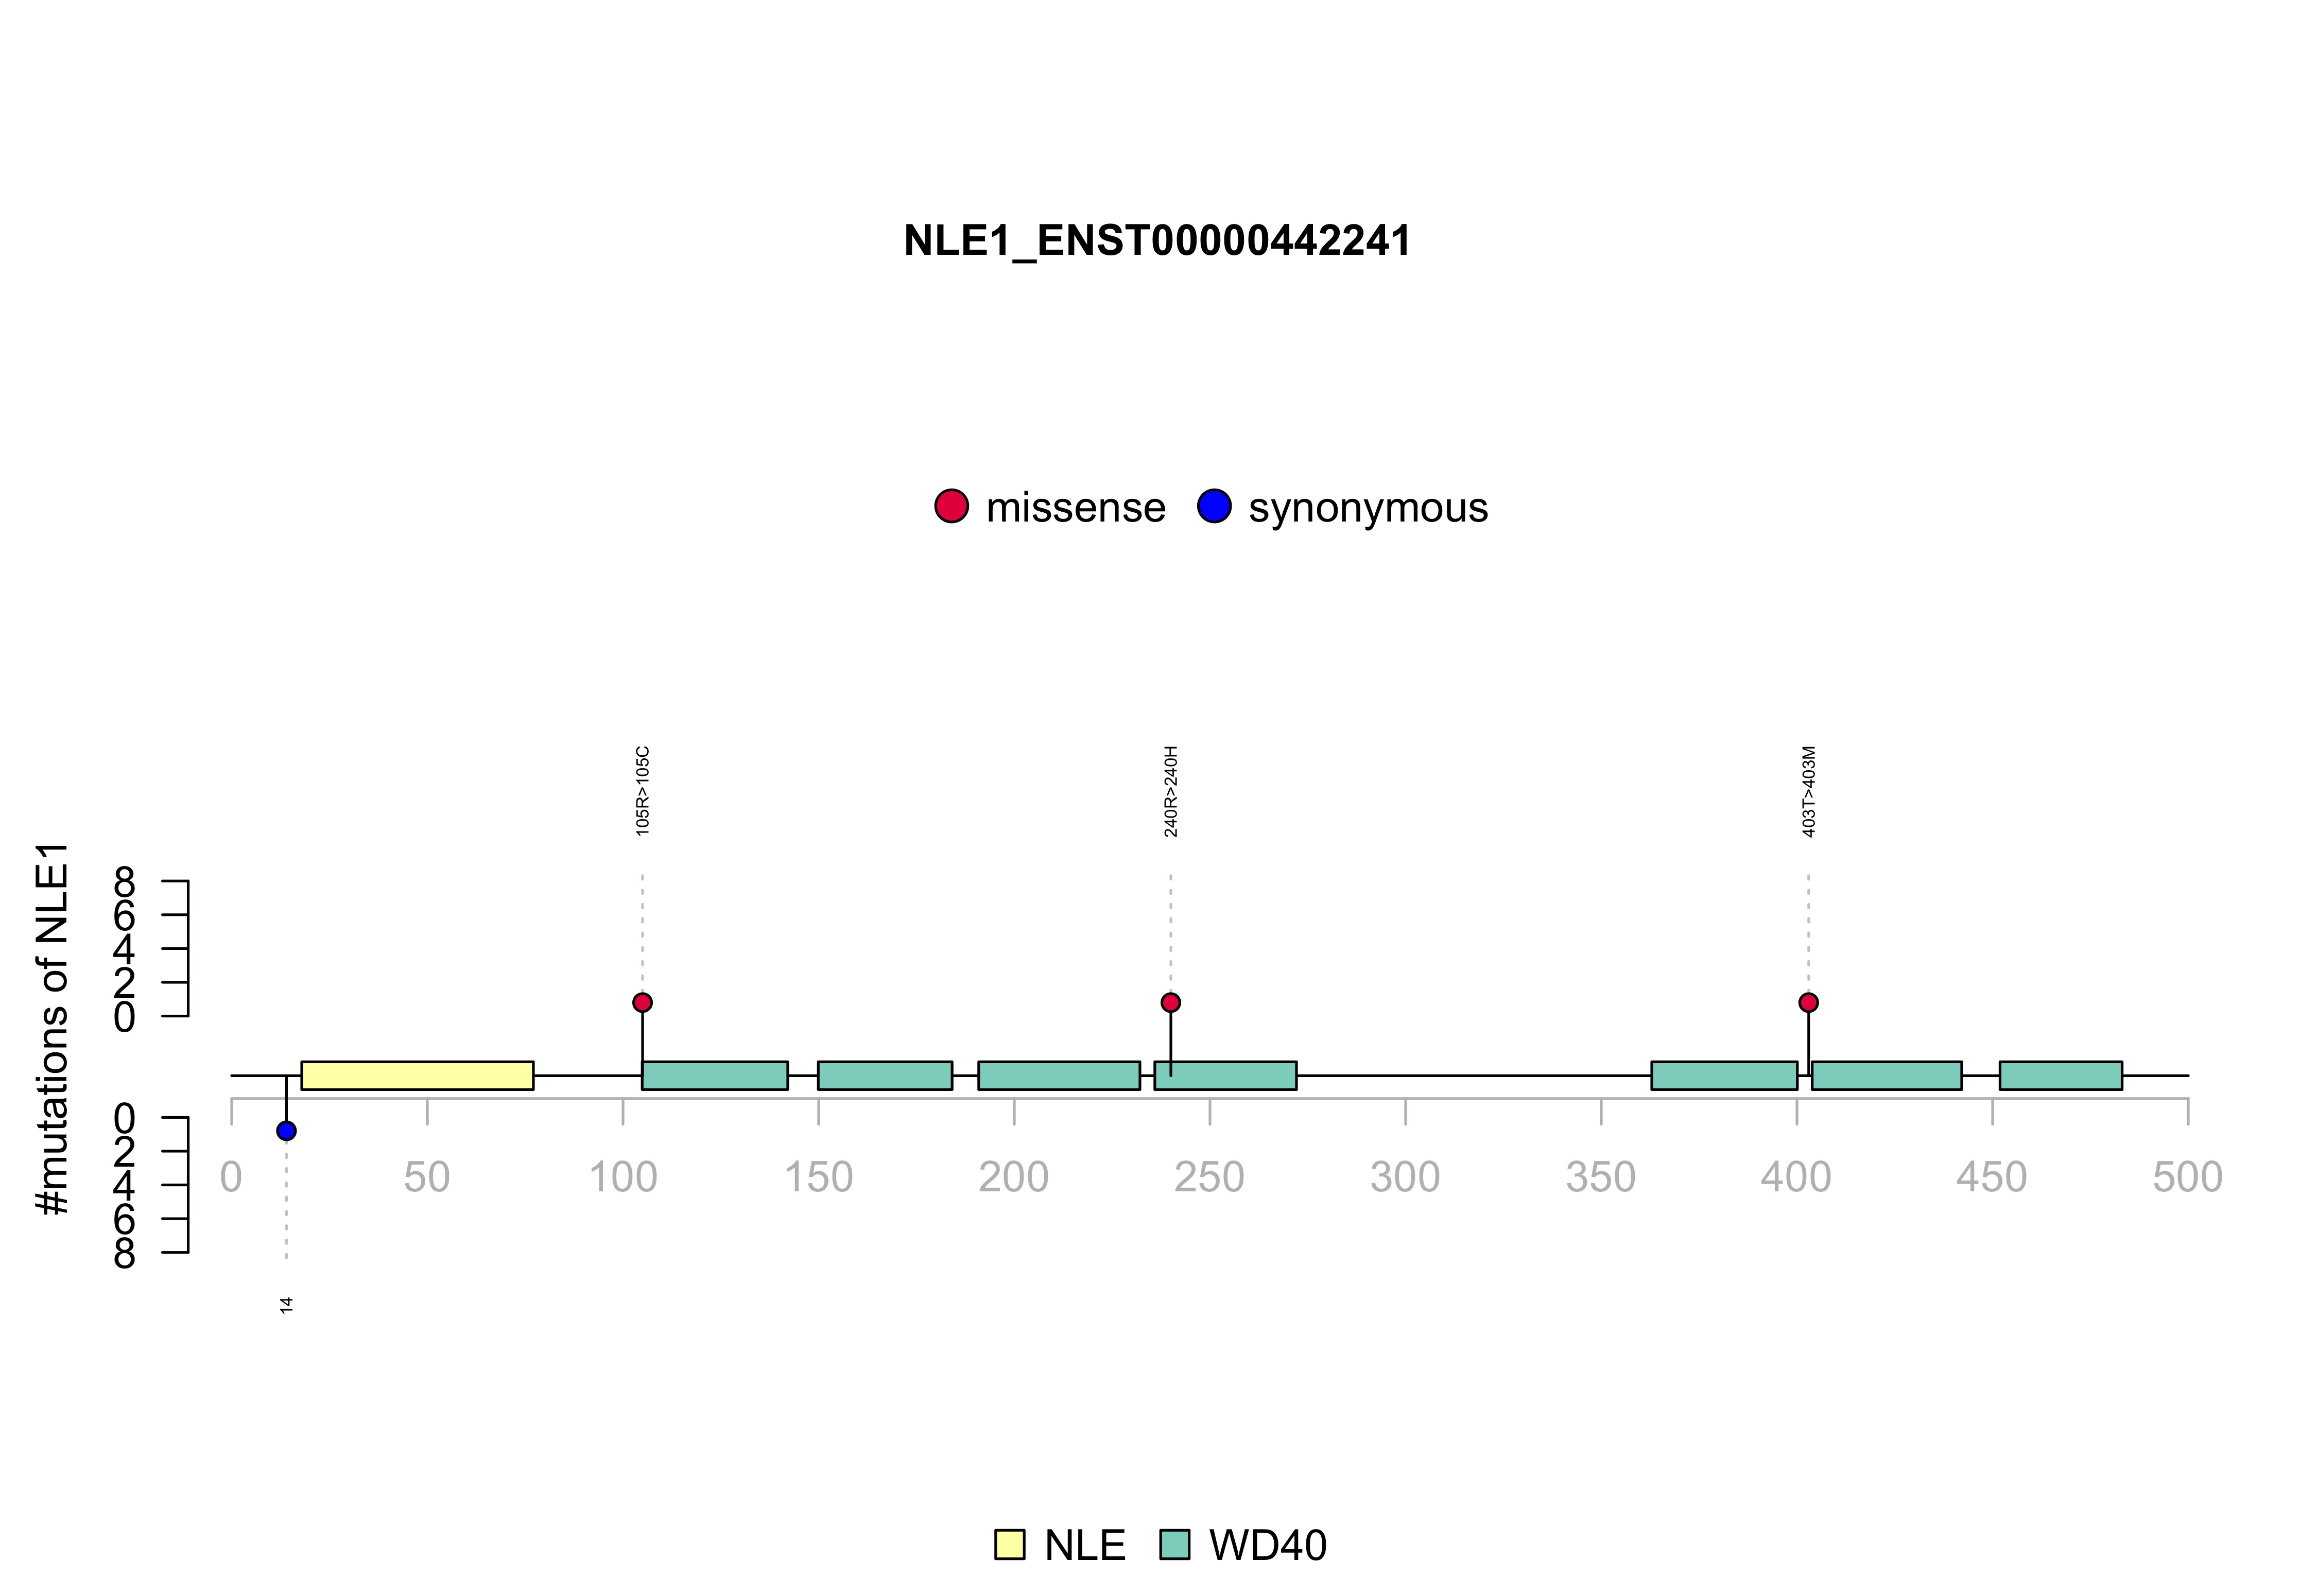 NLE1_ENST00000442241
missense synonymous
105R>105C 240R>240H 403T>403M
#mutations of NLE1
8
6
4
2
0
0
2
4
6
8
0 50 100 150 200 250 300 350 400 450 500
14
NLE WD40